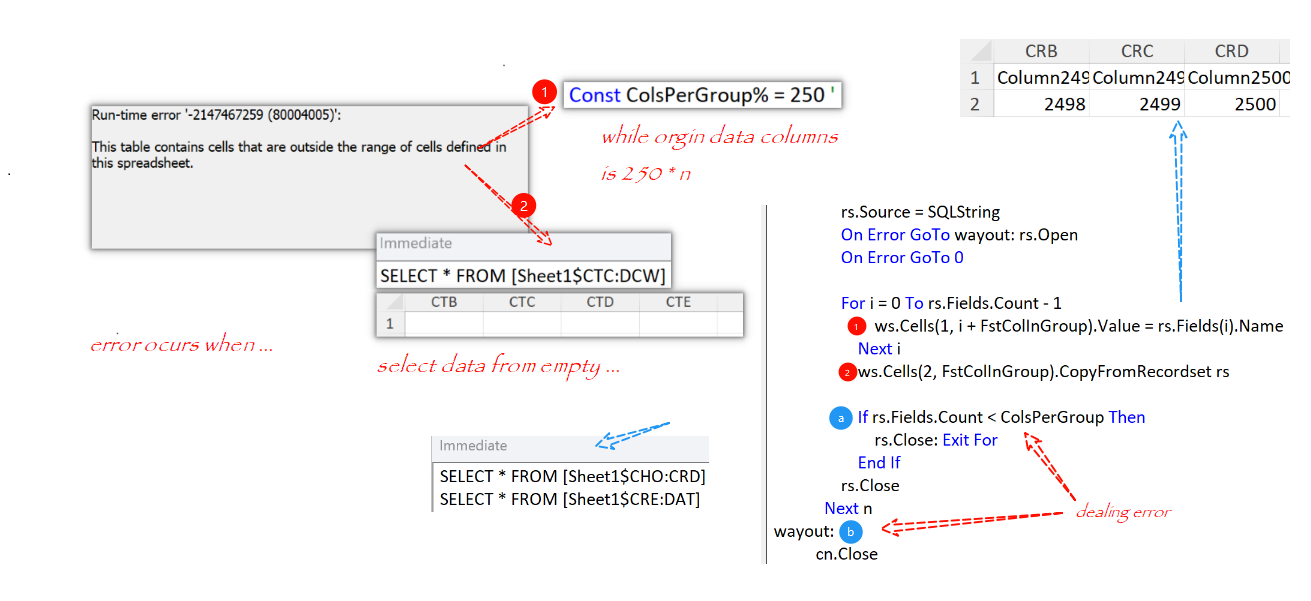 Run-time error '-2147467259 (80004005)':
This table contains cells that are outside the range of cells defined in
this spreadsheet.
1
Const ColsPerGroup% = 250 '
while orgin data columns
is 250 * n
2
Immediate
SELECT * FROM [Sheet1$CTC:DCW]
CTB CTC CTD CTE
1
error ocurs when ...
select data from empty ...
Immediate
SELECT * FROM [Sheet1$CHO:CRD]
SELECT * FROM [Sheet1$CRE:DAT]
CRB CRC CRD
1 Column249 Column249 Column2500
2 2498 2499 2500
rs.Source = SQLString
On Error GoTo wayout: rs.Open
On Error GoTo 0
For i = 0 To rs.Fields.Count - 1
1 ws.Cells(1, i + FstColInGroup).Value = rs.Fields(i).Name
Next i
2 ws.Cells(2, FstColInGroup).CopyFromRecordset rs
a If rs.Fields.Count < ColsPerGroup Then
rs.Close: Exit For
End If
rs.Close
Next n
dealing error
wayout: b
cn.Close